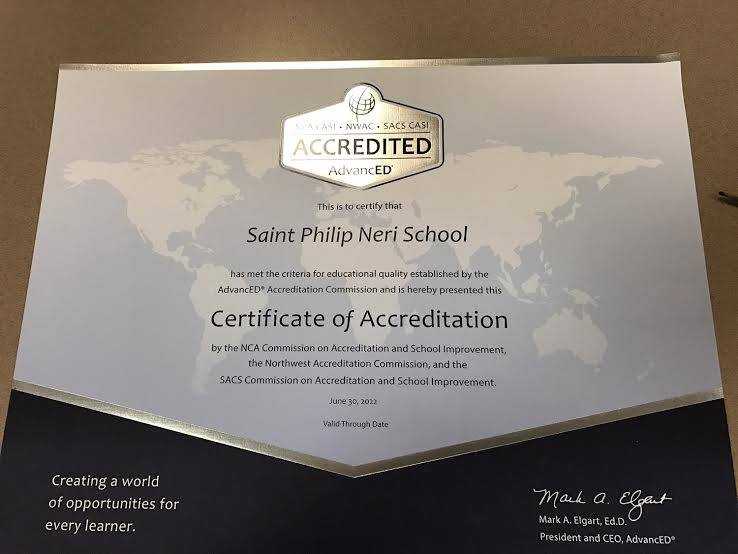 NCA CASI • NWAC • SACS CASI
ACCREDITED
AdvancED®
This is to certify that
Saint Philip Neri School
has met the criteria for educational quality established by the
AdvancED® Accreditation Commission and is hereby presented this
Certificate of Accreditation
by the NCA Commission on Accreditation and School Improvement,
the Northwest Accreditation Commission, and the
SACS Commission on Accreditation and School Improvement.
June 30, 2022
Valid Through Date
Creating a world
of opportunities for
every learner.
Mark A. Elgart
Mark A. Elgart, Ed.D.
President and CEO, AdvancED®